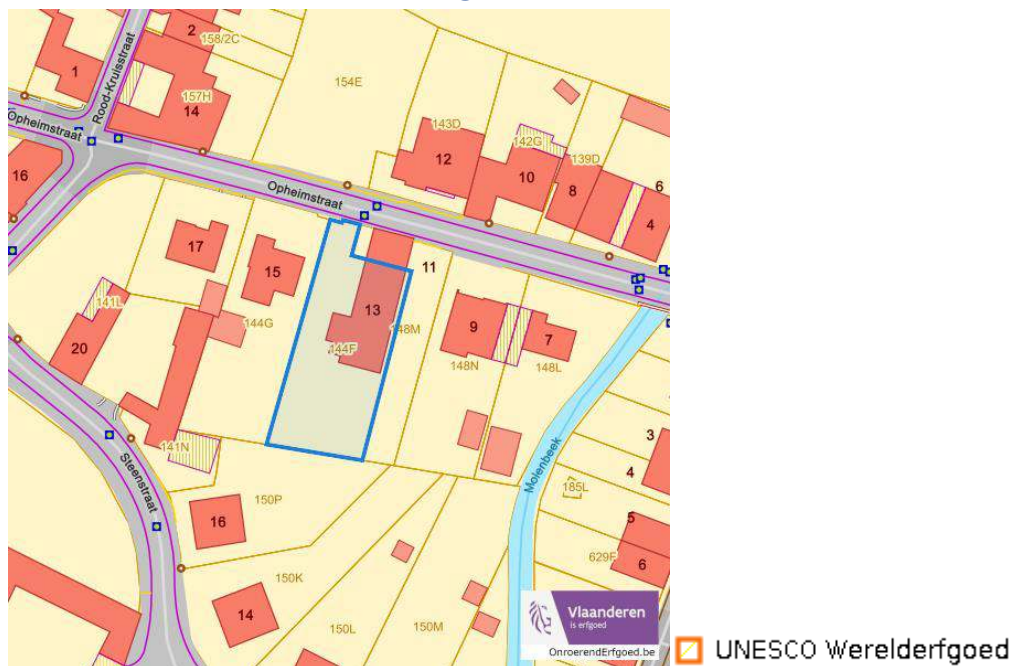 2
158/2C
1
Rood-Kruisstraat
154E
157H
14
Opheimstraat
143D
12
142G
139D
16
10
8
6
4
Opheimstraat
17
15
11
141L
144G
13
148M
9
7
20
144F
148N
148L
Molenbeek
3
141N
4
Steenstraat
185L
150P
16
5
629F
6
150K
14
150L
150M
Vlaanderen
is erfgoed
OnroerendErfgoed.be
UNESCO Werelderfgoed